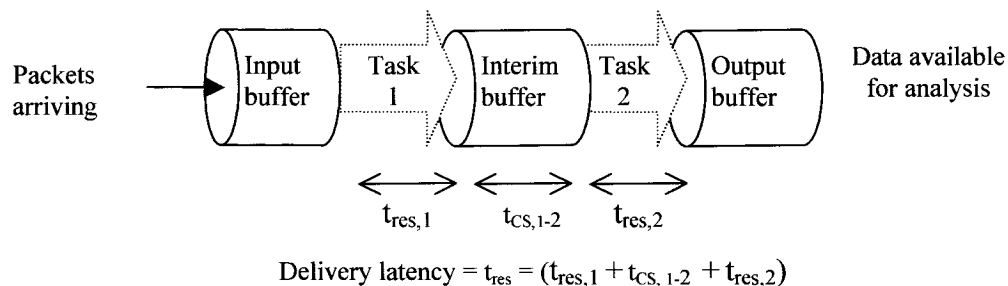 Packets
arriving
Input
buffer
Task
1
Interim
buffer
Task
2
Output
buffer
Data available
for analysis
t_res,1
t_CS,1-2
t_res,2
Delivery latency = t_res = (t_res,1 + t_CS, 1-2 + t_res,2)